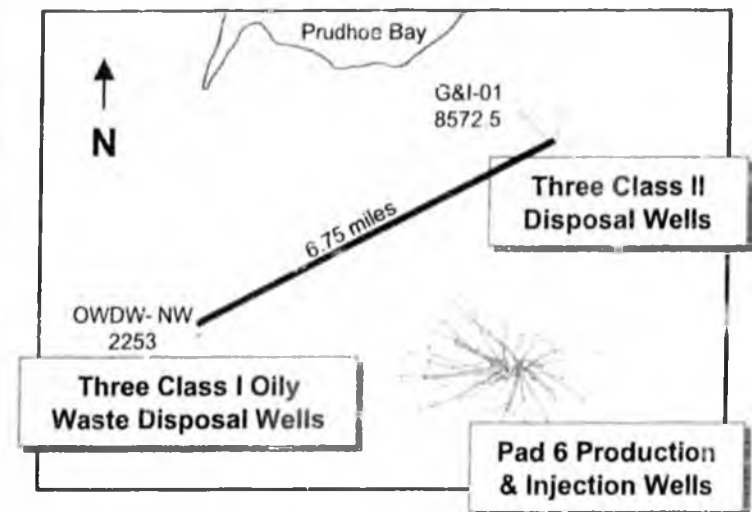 Prudhoe Bay
G&I-01
8572 5
N
Three Class II
Disposal Wells
6.75 miles
OWDW- NW
2253
Three Class I Oily
Waste Disposal Wells
Pad 6 Production
& Injection Wells